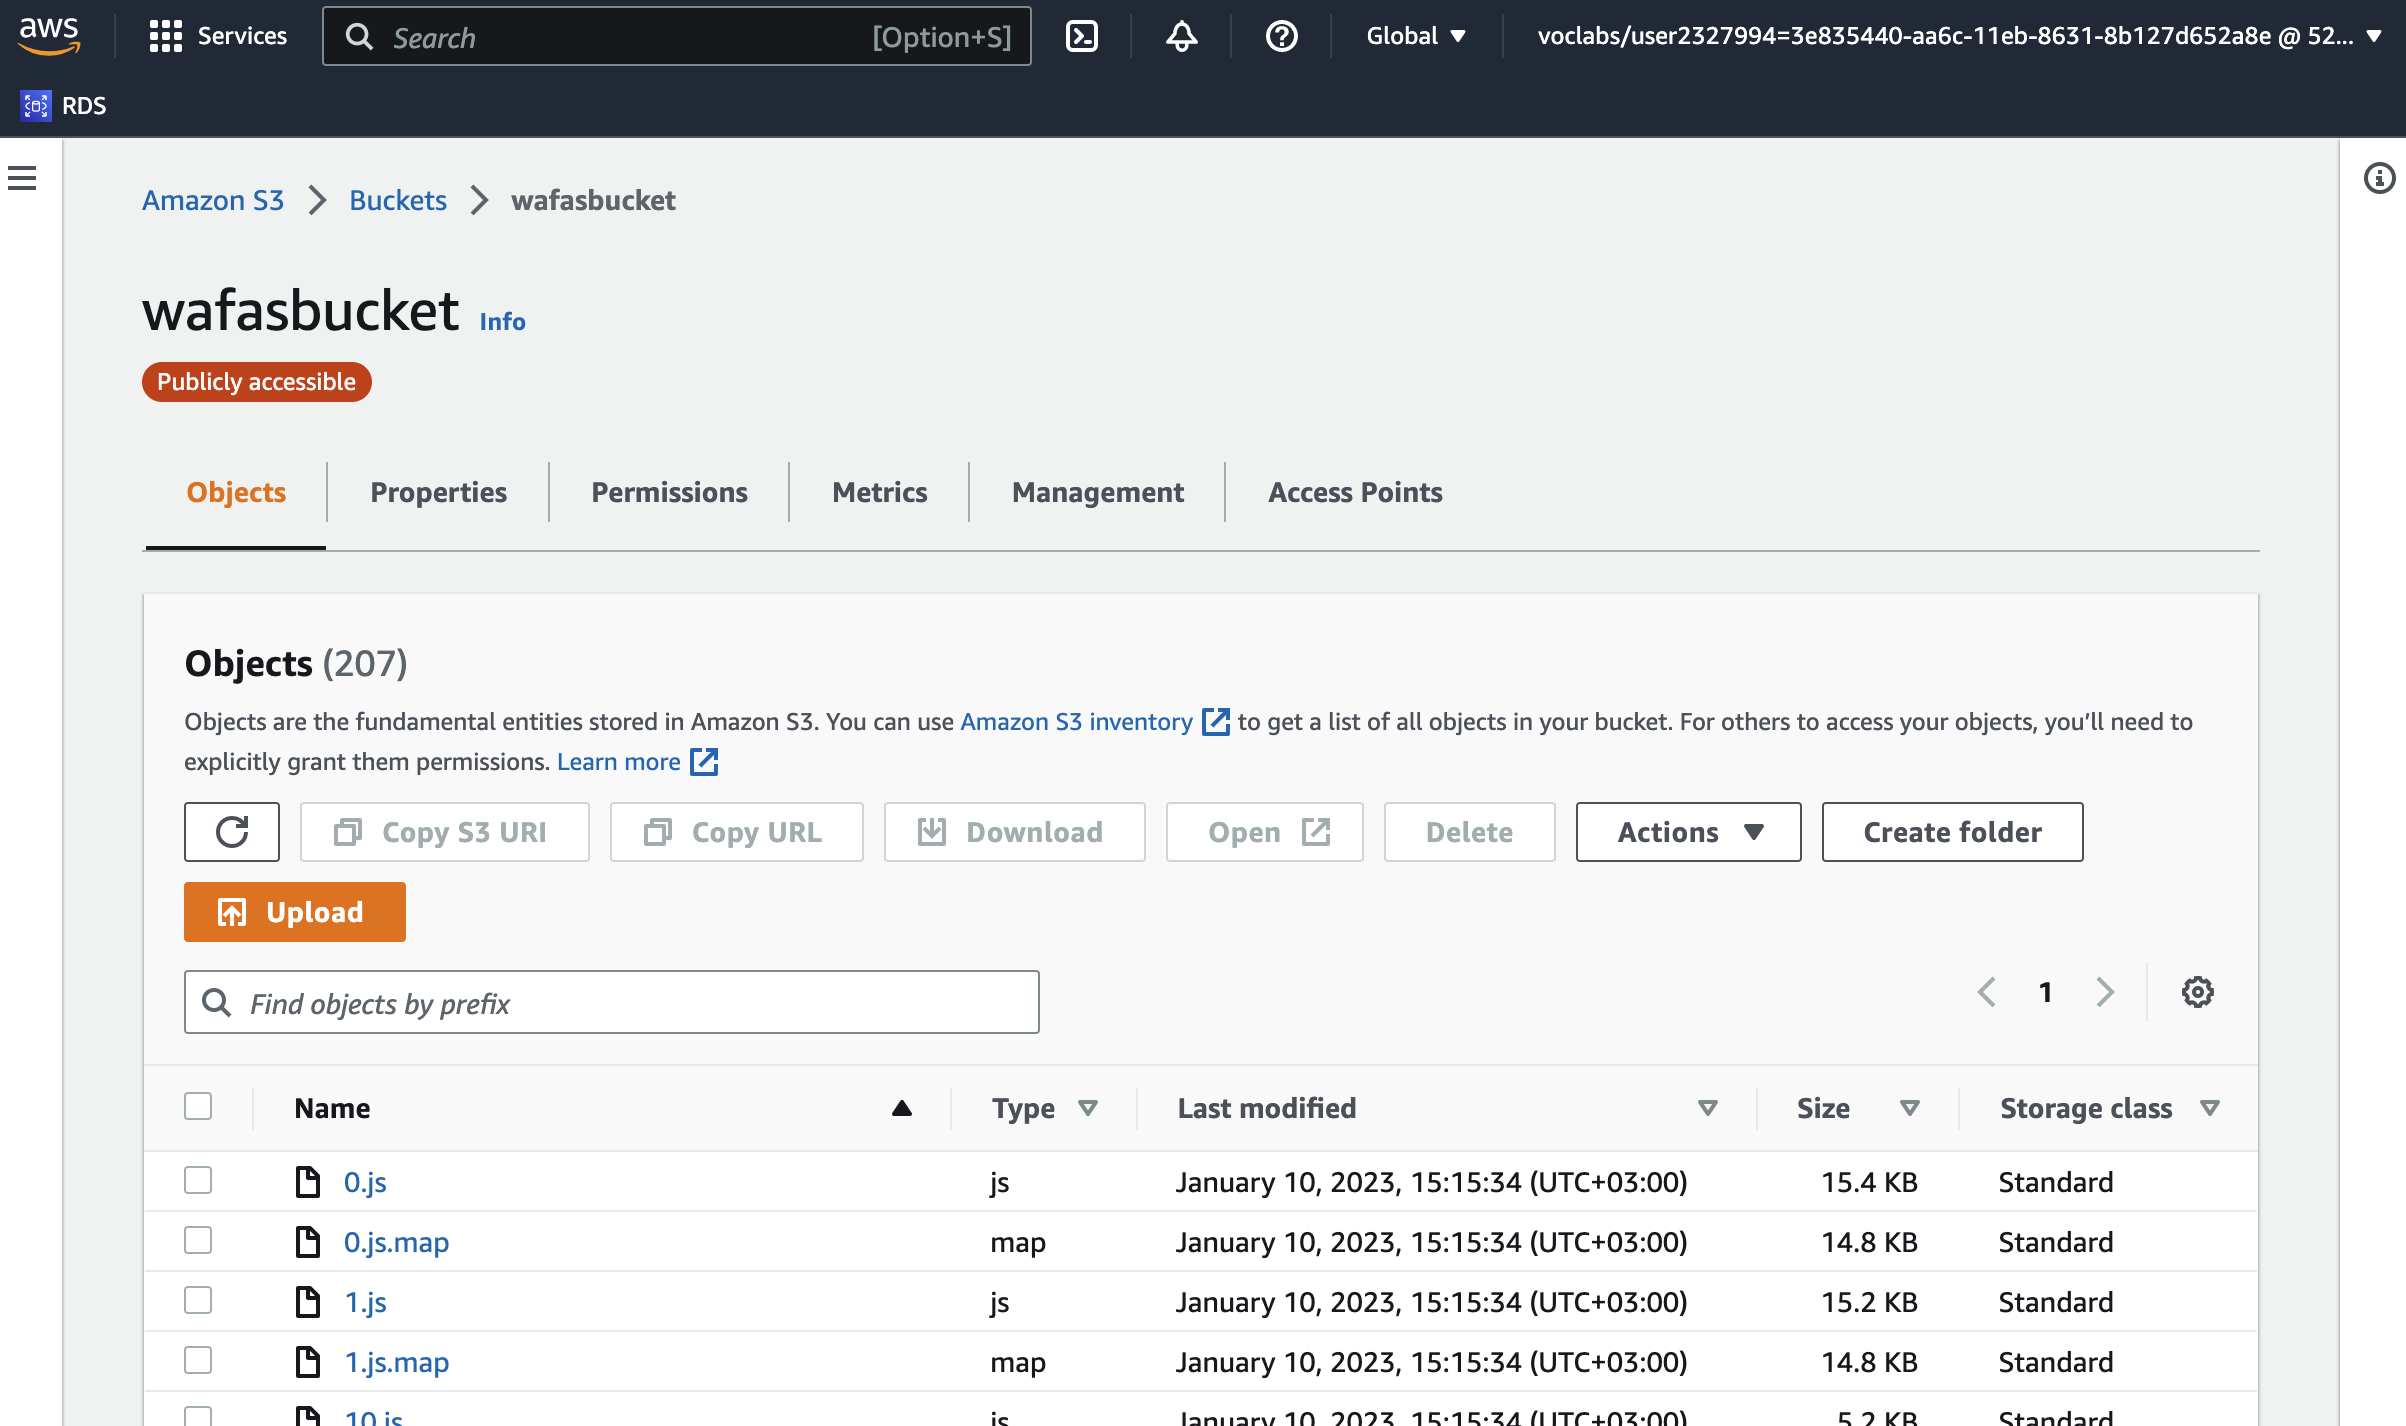 aws Services Search [Option+S] Global voclabs/user2327994=3e835440-aa6c-11eb-8631-8b127d652a8e @ 52...
RDS
Amazon S3 Buckets wafasbucket
wafasbucket Info
Publicly accessible
Objects Properties Permissions Metrics Management Access Points
Objects (207)
Objects are the fundamental entities stored in Amazon S3. You can use Amazon S3 inventory to get a list of all objects in your bucket. For others to access your objects, you'll need to
explicitly grant them permissions. Learn more
Copy S3 URI Copy URL Download Open Delete Actions Create folder
Upload
Find objects by prefix 1
Name Type Last modified Size Storage class
0.js js January 10, 2023, 15:15:34 (UTC+03:00) 15.4 KB Standard
0.js.map map January 10, 2023, 15:15:34 (UTC+03:00) 14.8 KB Standard
1.js js January 10, 2023, 15:15:34 (UTC+03:00) 15.2 KB Standard
1.js.map map January 10, 2023, 15:15:34 (UTC+03:00) 14.8 KB Standard
10.js js January 10, 2023, 15:15:34 (UTC+03:00) 5.2 KB Standard